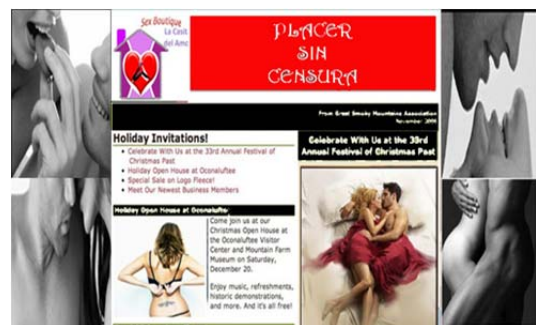 Sex Boutique
La Casit
del Amo
PLACER
SIN
CENSURA
From Great Smoky Mountains Association
November 2008
Holiday Invitations!
Celebrate With Us at the 33rd Annual Festival of
Christmas Past
Holiday Open House at Oconaluftee
Special Sale on Logo Fleece!
Meet Our Newest Business Members
Holiday Open House at Oconaluftee
Come join us at our
Christmas Open House at
the Oconaluftee Visitor
Center and Mountain Farm
Museum on Saturday,
December 20.
Enjoy music, refreshments,
historic demonstrations,
and more. And it's all free!
Celebrate With Us at the 33rd
Annual Festival of Christmas Past